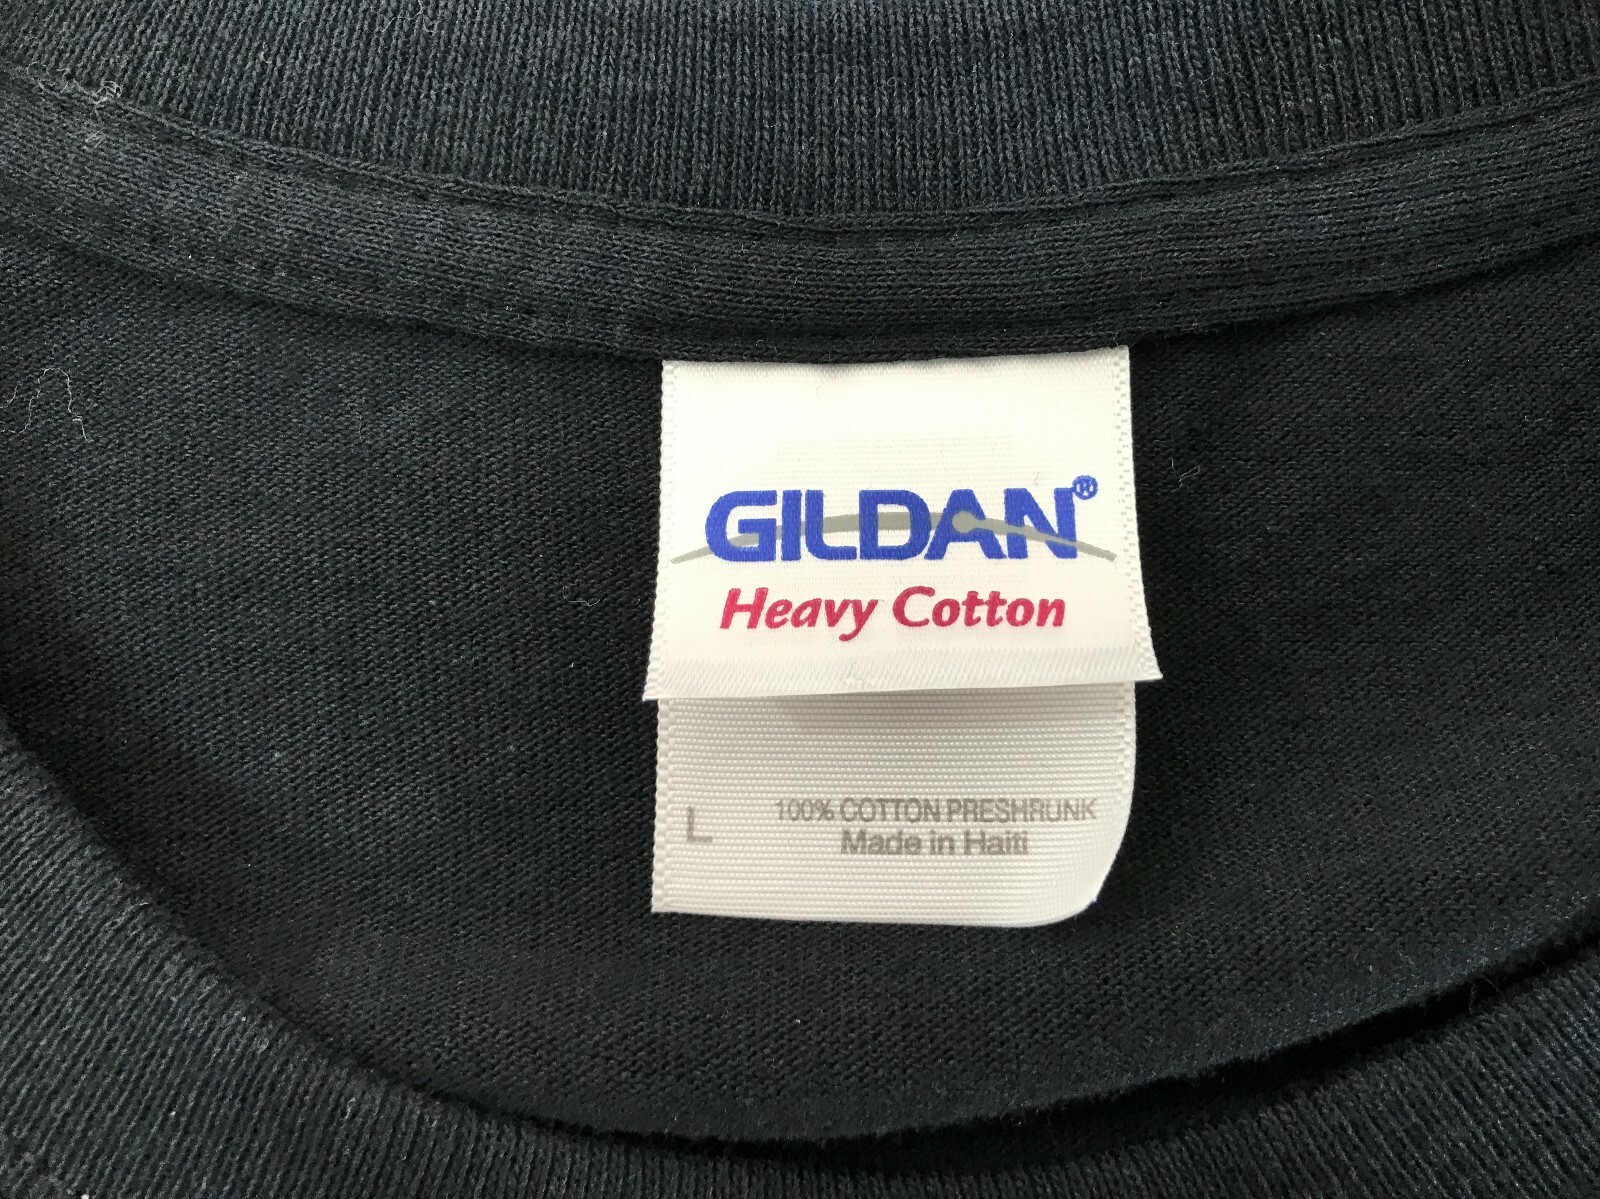 GILDAN®
Heavy Cotton
L
100% COTTON PRESHRUNK
Made in Haiti